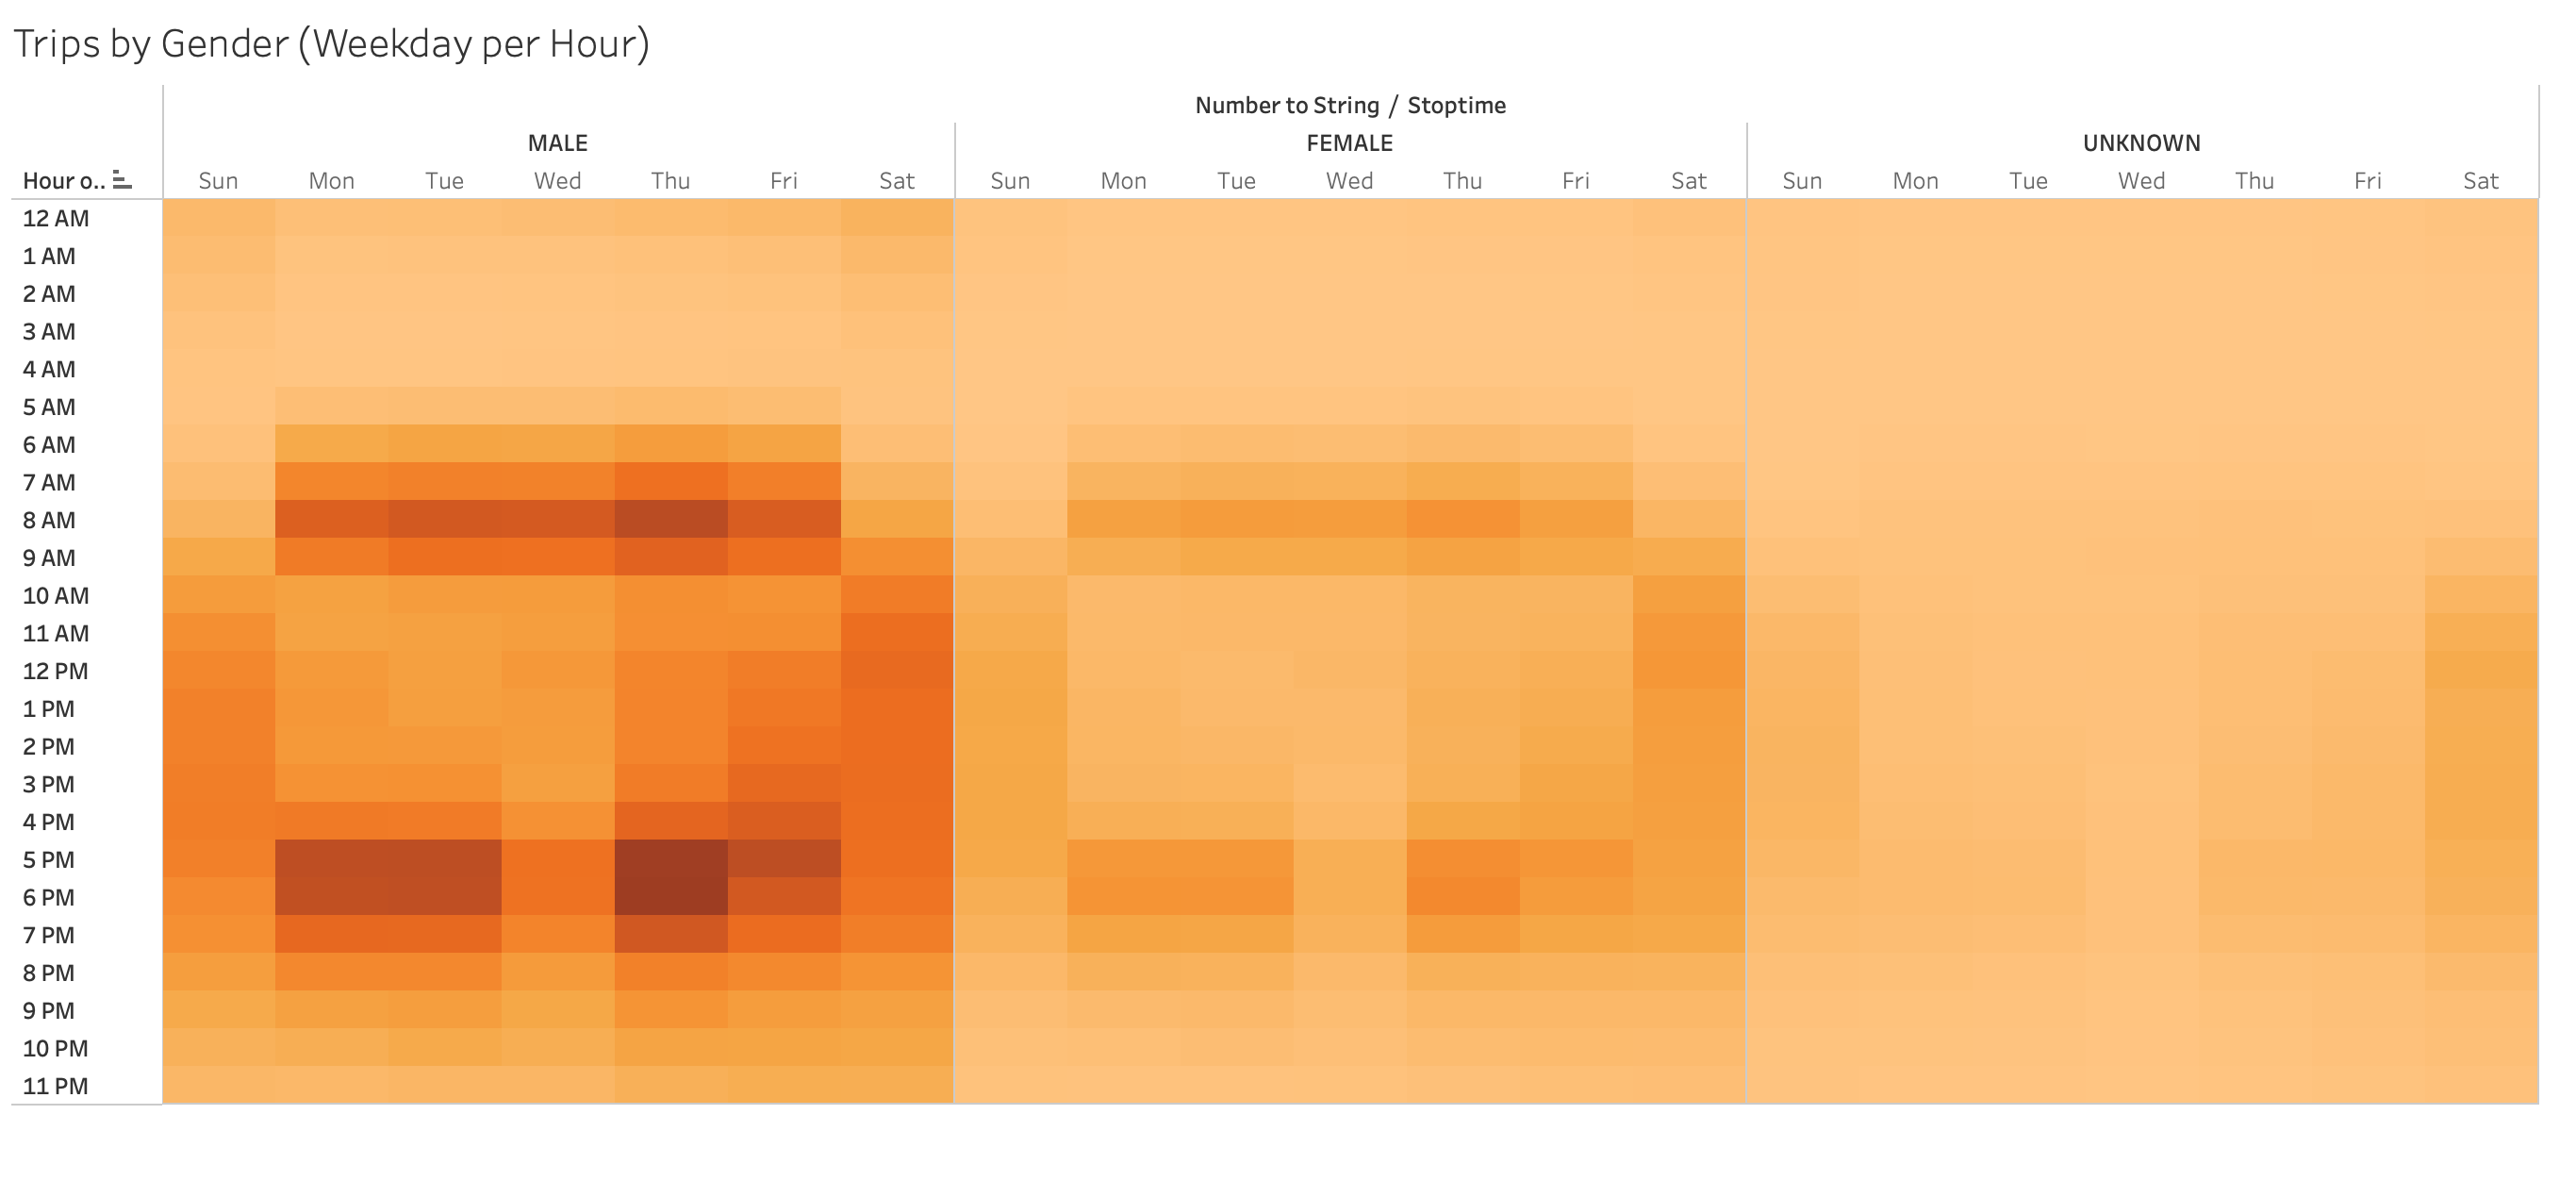 Trips by Gender (Weekday per Hour)
Number to String / Stoptime
MALE FEMALE UNKNOWN
Hour o.. Sun Mon Tue Wed Thu Fri Sat Sun Mon Tue Wed Thu Fri Sat Sun Mon Tue Wed Thu Fri Sat
12 AM
1 AM
2 AM
3 AM
4 AM
5 AM
6 AM
7 AM
8 AM
9 AM
10 AM
11 AM
12 PM
1 PM
2 PM
3 PM
4 PM
5 PM
6 PM
7 PM
8 PM
9 PM
10 PM
11 PM